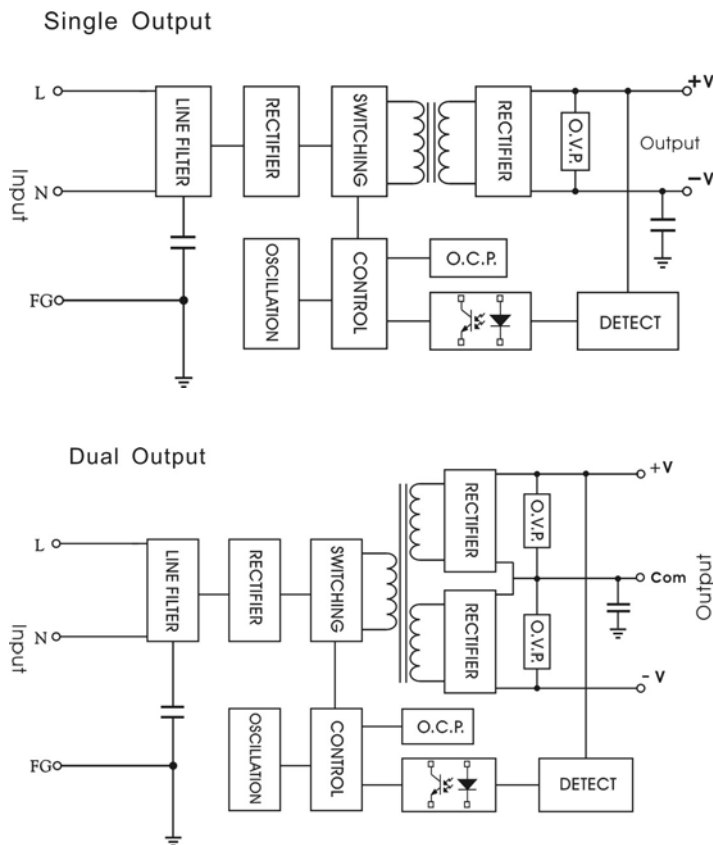 Single Output
L
N
FG
Input
LINE FILTER
RECTIFIER
SWITCHING
RECTIFIER
O.V.P.
+V
Output
-V
OSCILLATION
CONTROL
O.C.P.
DETECT
Dual Output
L
N
FG
Input
LINE FILTER
RECTIFIER
SWITCHING
RECTIFIER
RECTIFIER
O.V.P.
O.V.P.
+V
Com
- V
Output
OSCILLATION
CONTROL
O.C.P.
DETECT